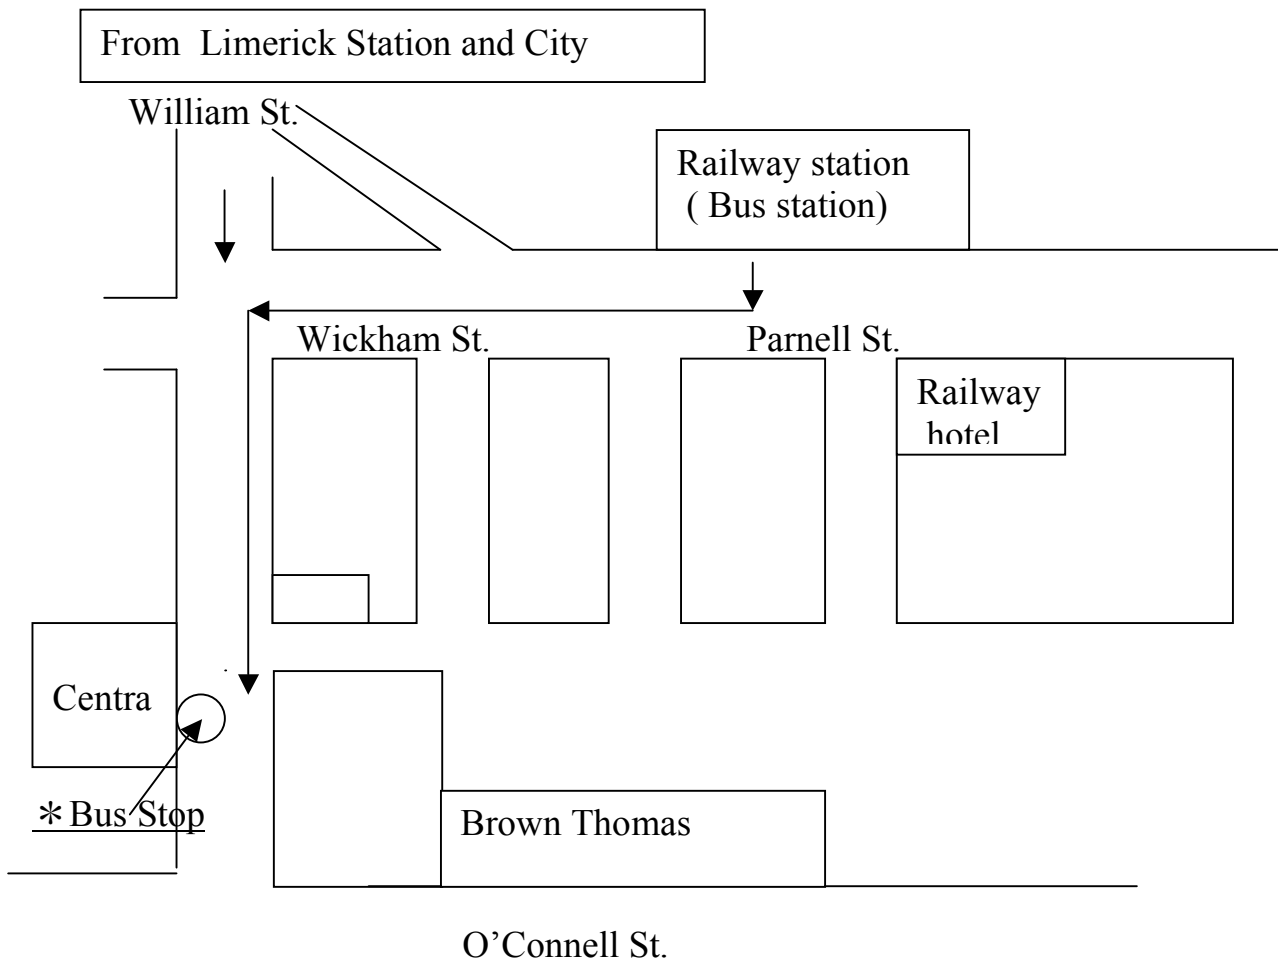 From Limerick Station and City
William St.
Railway station
( Bus station)
Wickham St.
Parnell St.
Railway
hotel
Centra
*Bus Stop
Brown Thomas
O’Connell St.